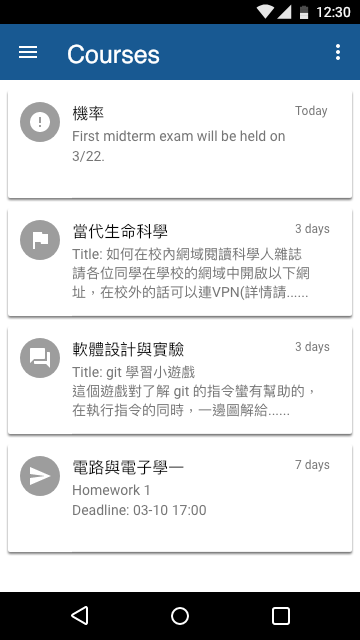 12:30
Courses
機率
Today
First midterm exam will be held on
3/22.
當代生命科學
3 days
Title: 如何在校內網域閱讀科學人雜誌
請各位同學在學校的網域中開啟以下網
址，在校外的話可以連VPN(詳情請......
軟體設計與實驗
3 days
Title: git 學習小遊戲
這個遊戲對了解 git 的指令蠻有幫助的，
在執行指令的同時，一邊圖解給......
電路與電子學一
7 days
Homework 1
Deadline: 03-10 17:00